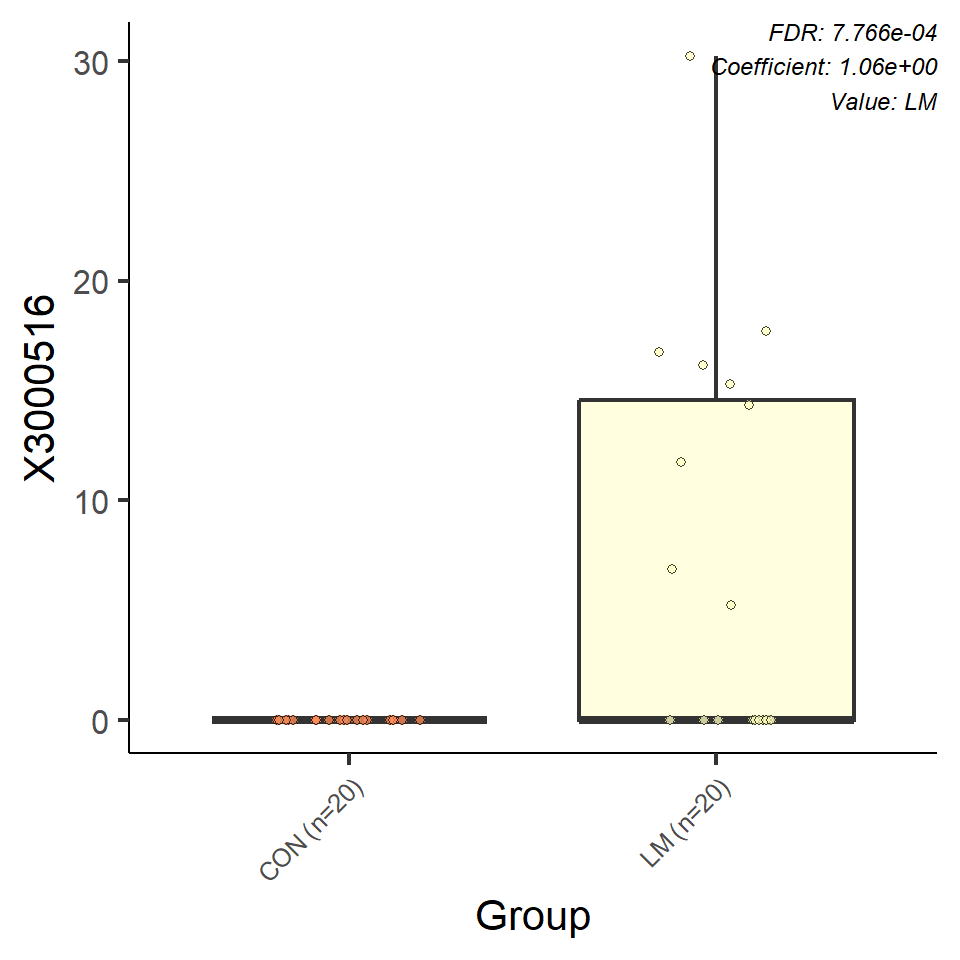 FDR: 7.766e-04
Coefficient: 1.06e+00
Value: LM
30
20
10
0
X3000516
CON (n=20)
LM (n=20)
Group